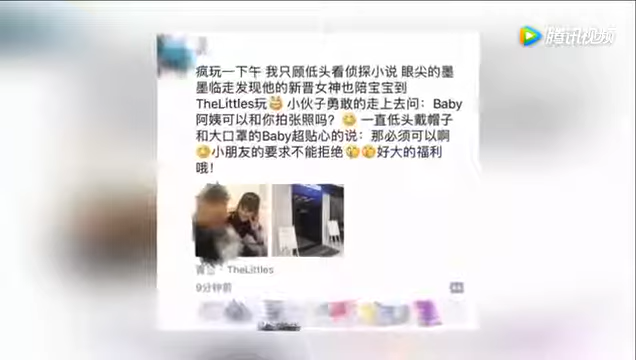 腾讯视频
疯玩一下午 我只顾低头看侦探小说 眼尖的墨
墨临走发现他的新晋女神也陪宝宝到
TheLittles玩 小伙子勇敢的走上去问：Baby
阿姨可以和你拍张照吗？ 一直低头戴帽子
和大口罩的Baby超贴心的说：那必须可以啊
小朋友的要求不能拒绝 好大的福利
哦！
TheLittles
9分钟前